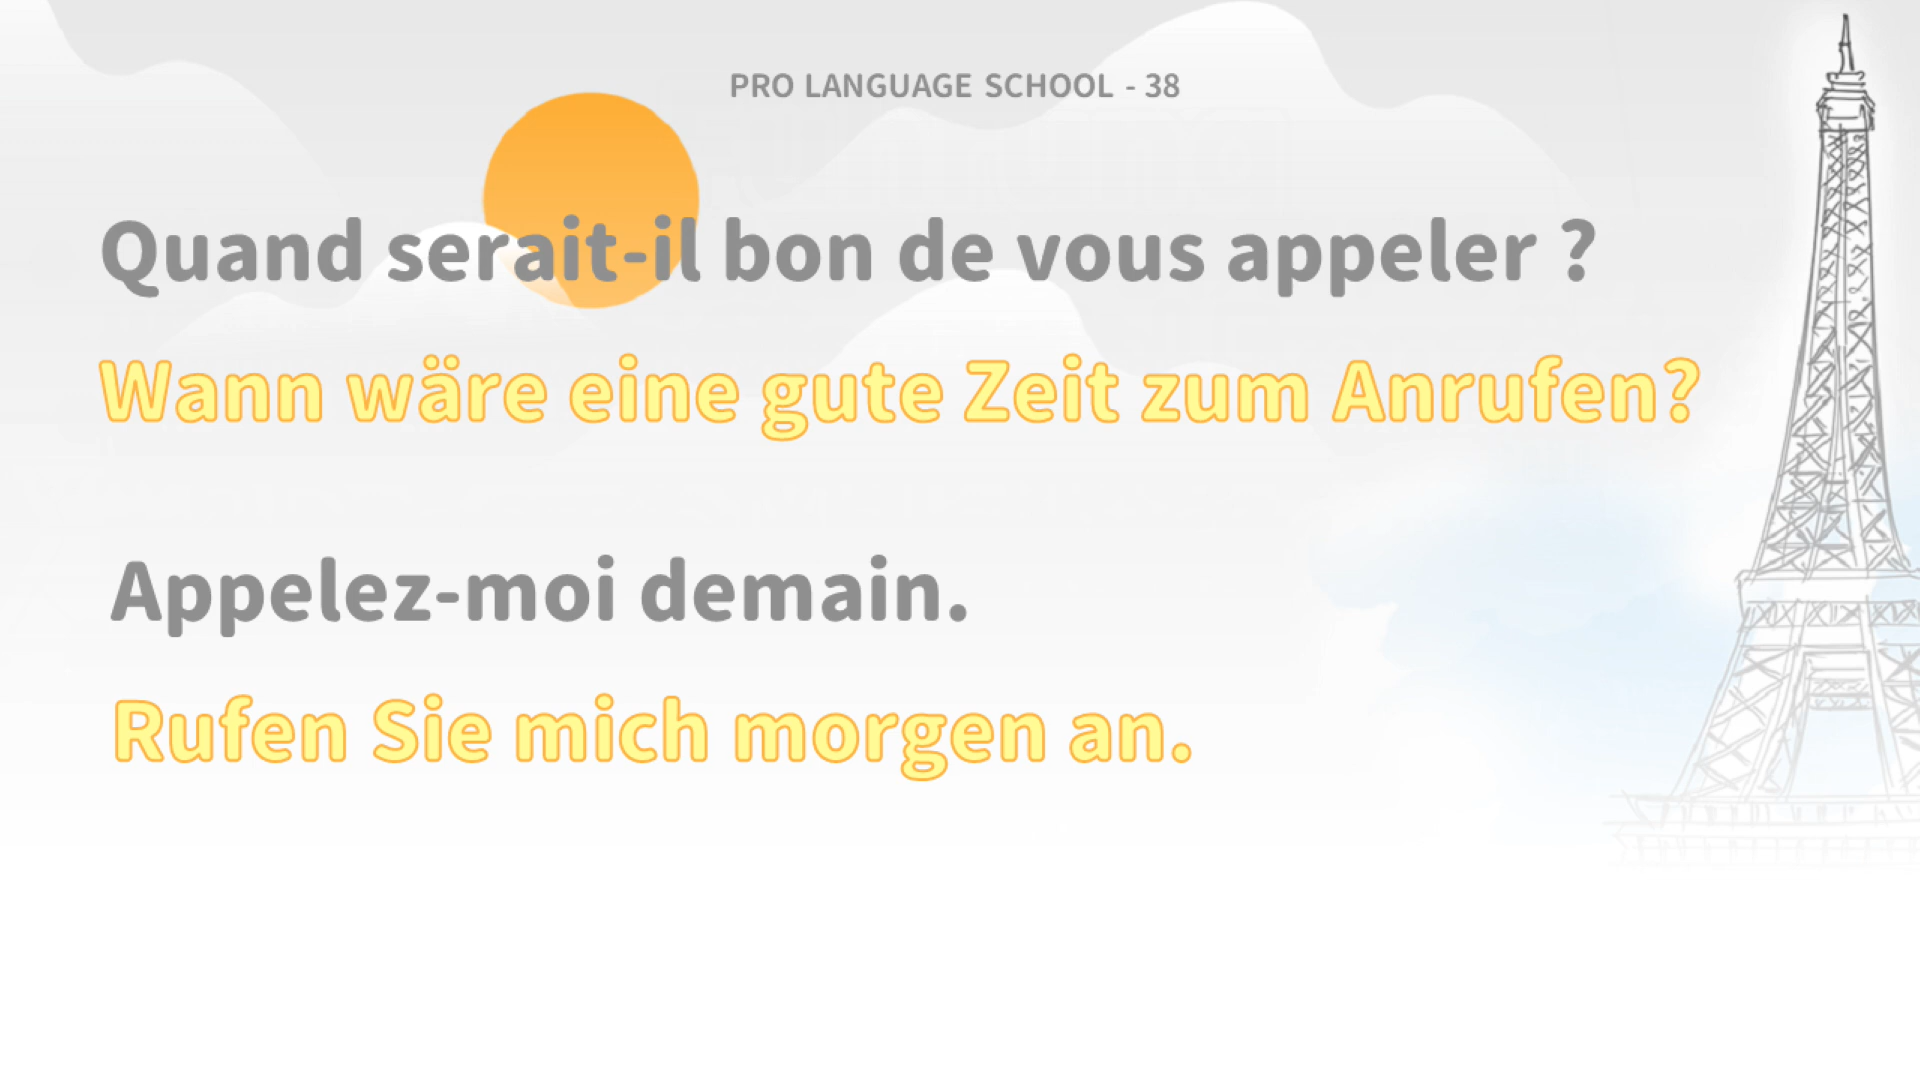 PRO LANGUAGE SCHOOL - 38
Quand serait-il bon de vous appeler ?
Wann wäre eine gute Zeit zum Anrufen?
Appelez-moi demain.
Rufen Sie mich morgen an.